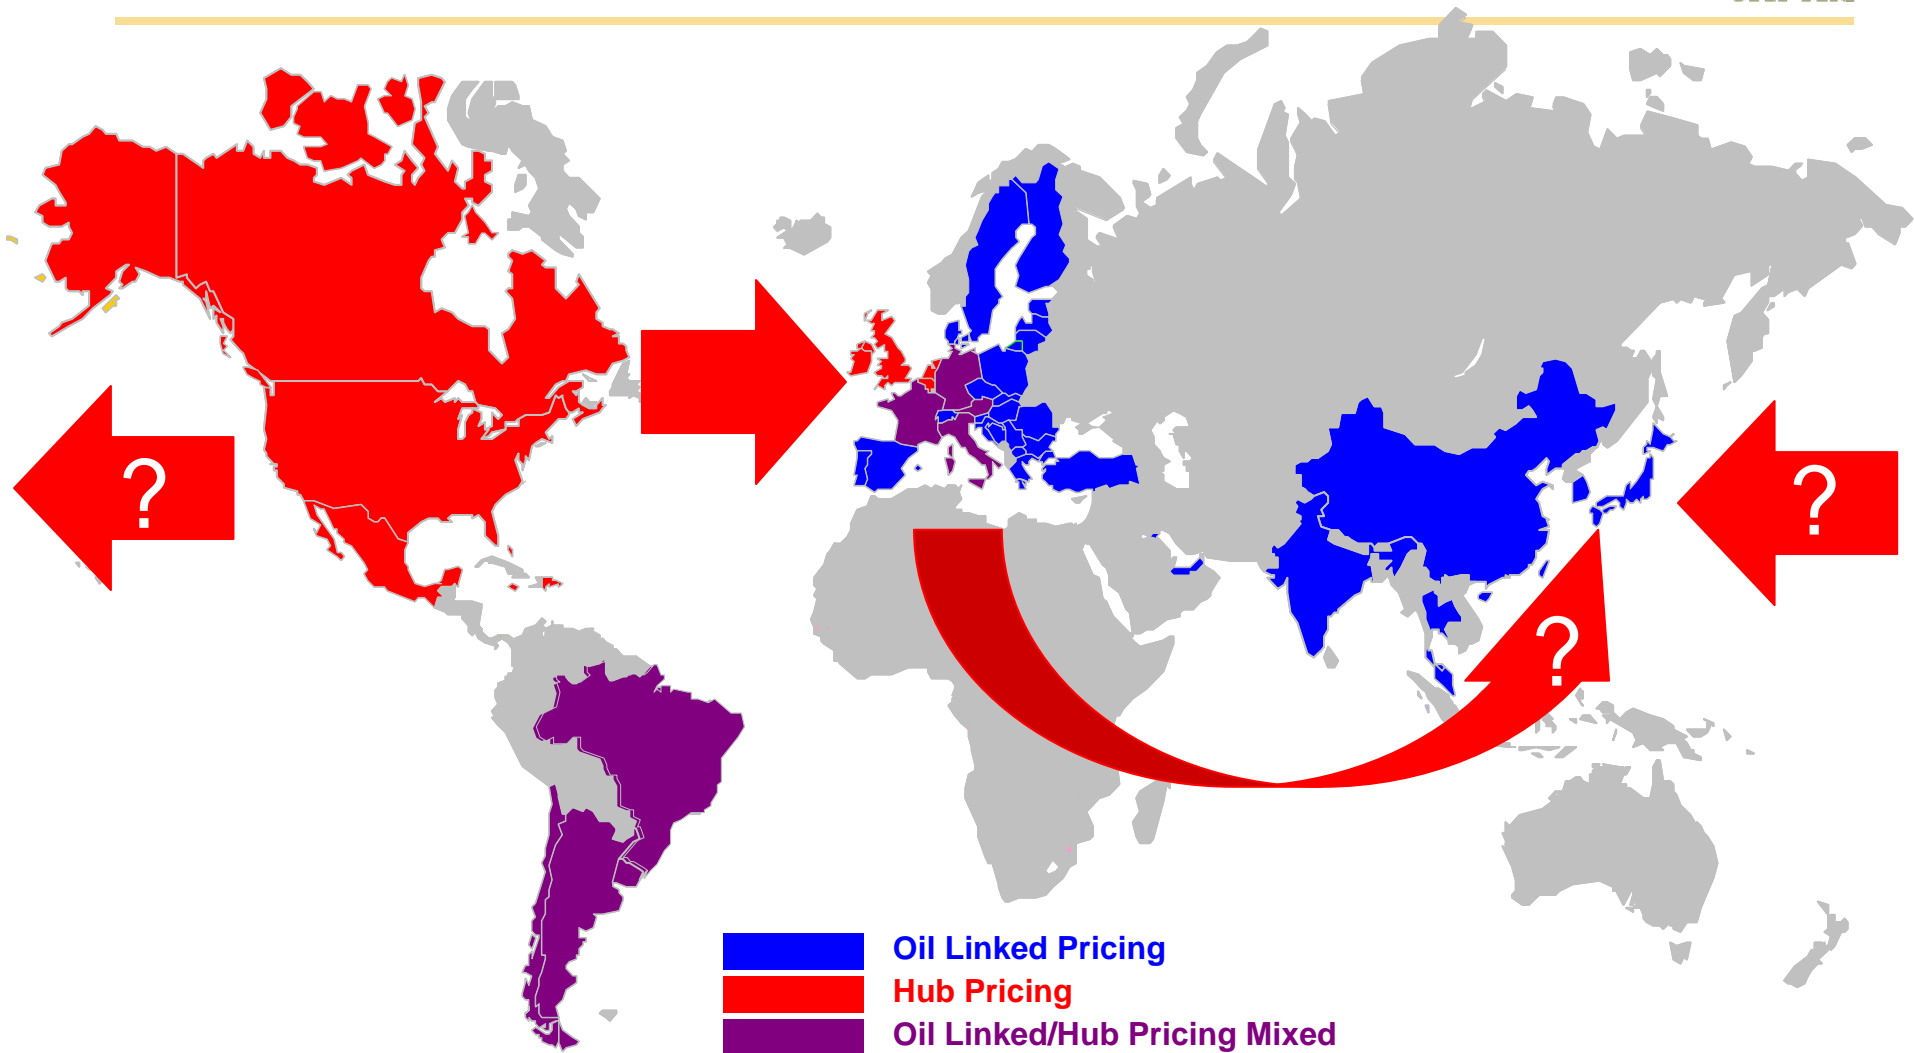 ?
?
?
Oil Linked Pricing
Hub Pricing
Oil Linked/Hub Pricing Mixed